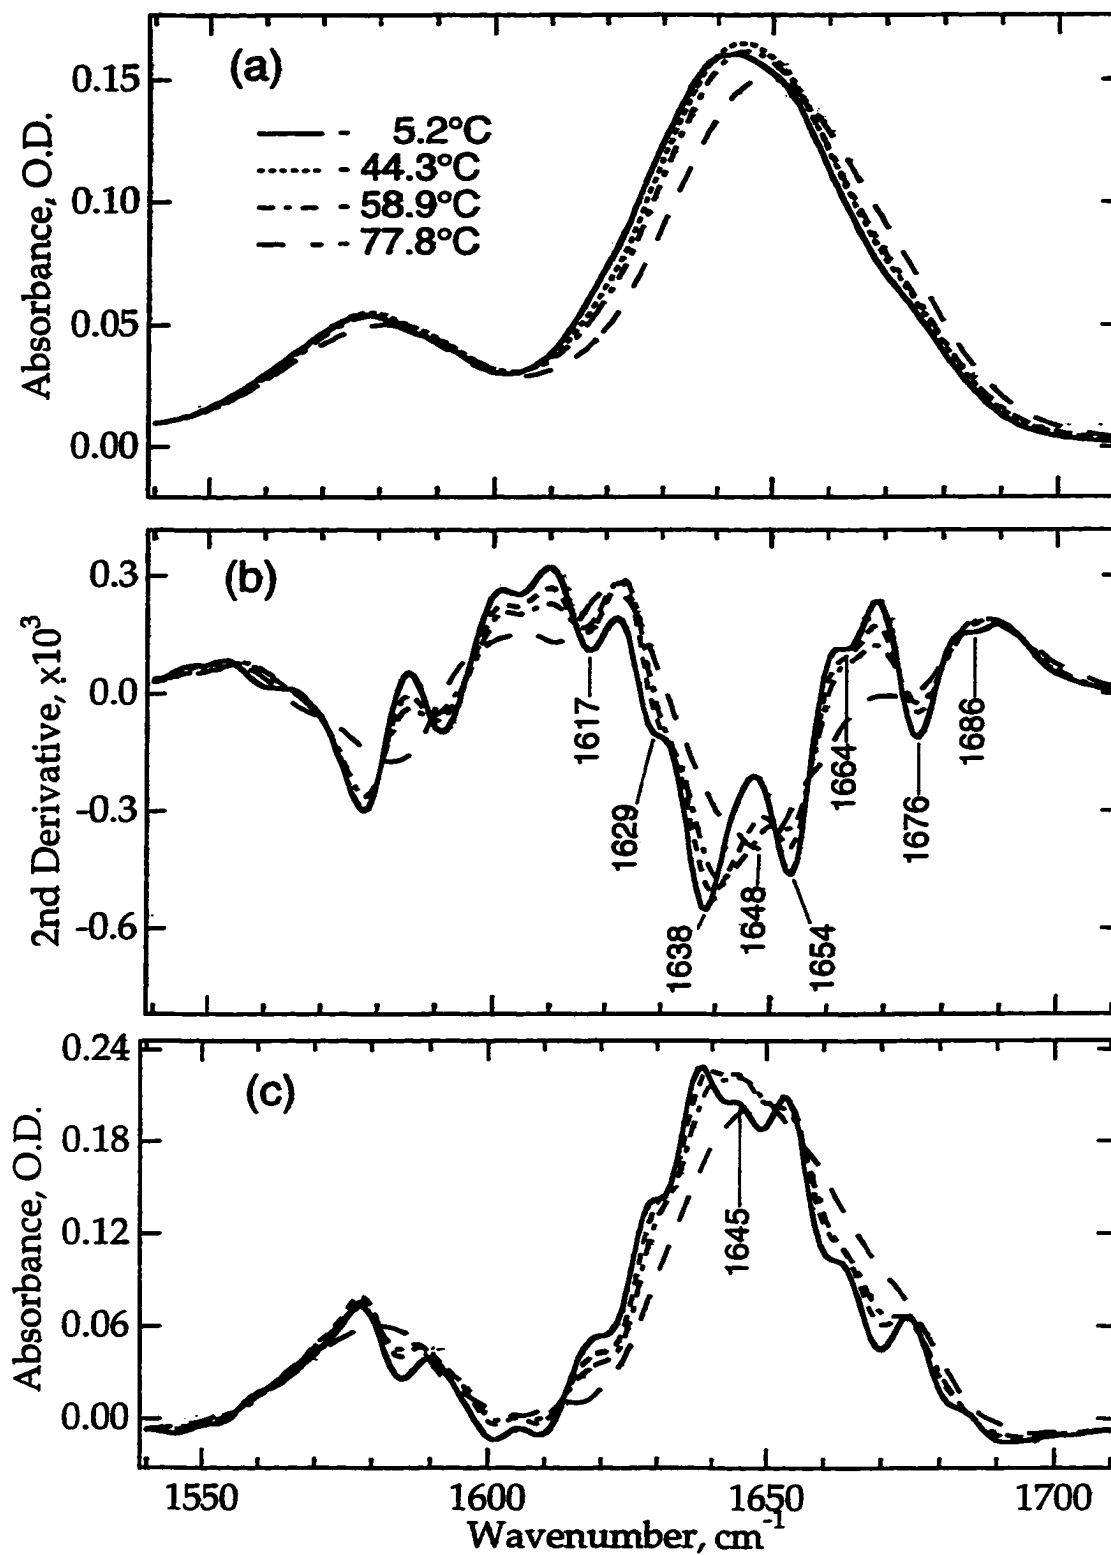 (a)
0.15
0.10
0.05
0.00
Absorbance, O.D.
5.2°C
44.3°C
58.9°C
77.8°C
(b)
0.3
0.0
-0.3
-0.6
2nd Derivative, x10³
1617
1629
1638
1648
1654
1664
1676
1686
(c)
0.24
0.18
0.12
0.06
0.00
Absorbance, O.D.
1645
1550 1600 1650 1700
Wavenumber, cm⁻¹